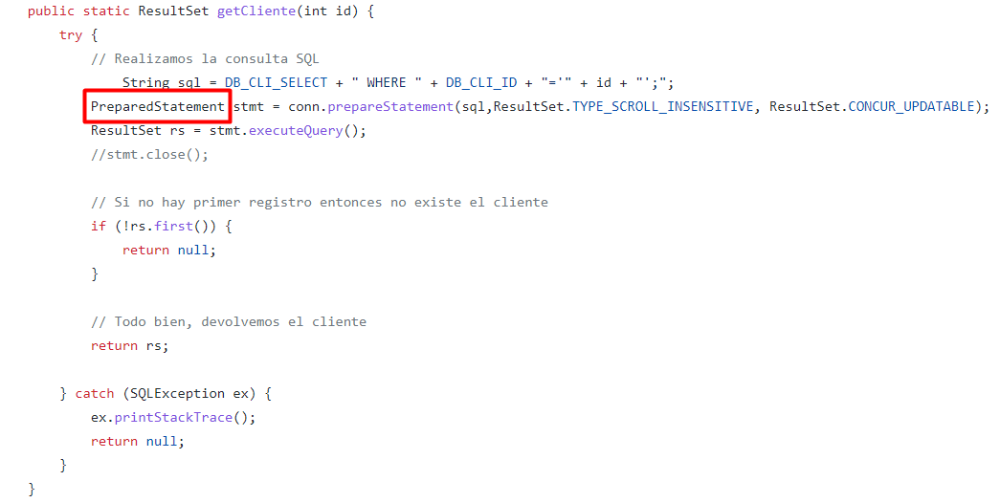 public static ResultSet getCliente(int id) {
try {
// Realizamos la consulta SQL
String sql = DB_CLI_SELECT + " WHERE " + DB_CLI_ID + "='" + id + "';";
PreparedStatement stmt = conn.prepareStatement(sql,ResultSet.TYPE_SCROLL_INSENSITIVE, ResultSet.CONCUR_UPDATABLE);
ResultSet rs = stmt.executeQuery();
//stmt.close();
// Si no hay primer registro entonces no existe el cliente
if (!rs.first()) {
return null;
}
// Todo bien, devolvemos el cliente
return rs;
} catch (SQLException ex) {
ex.printStackTrace();
return null;
}
}